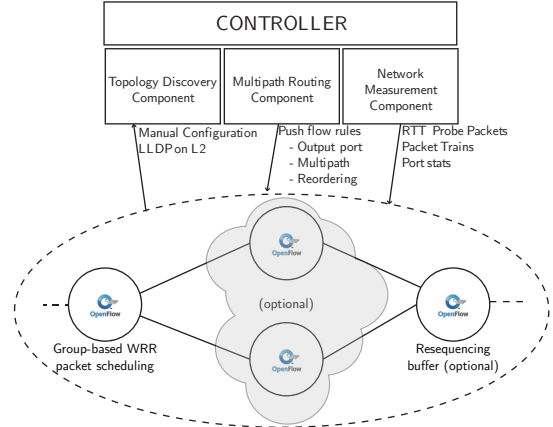 CONTROLLER
Topology Discovery
Component
Multipath Routing
Component
Network
Measurement
Component
Manual Configuration
LLDP on L2
Push flow rules
- Output port
- Multipath
- Reordering
RTT Probe Packets
Packet Trains
Port stats
OpenFlow
OpenFlow
(optional)
OpenFlow
OpenFlow
Group-based WRR
packet scheduling
Resequencing
buffer (optional)